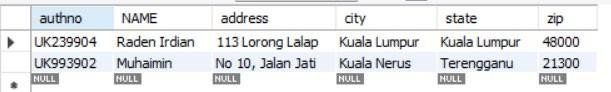 authno NAME address city state zip
UK239904 Raden Irdian 113 Lorong Lalap Kuala Lumpur Kuala Lumpur 48000
UK993902 Muhaimin No 10, Jalan Jati Kuala Nerus Terengganu 21300
NULL NULL NULL NULL NULL NULL